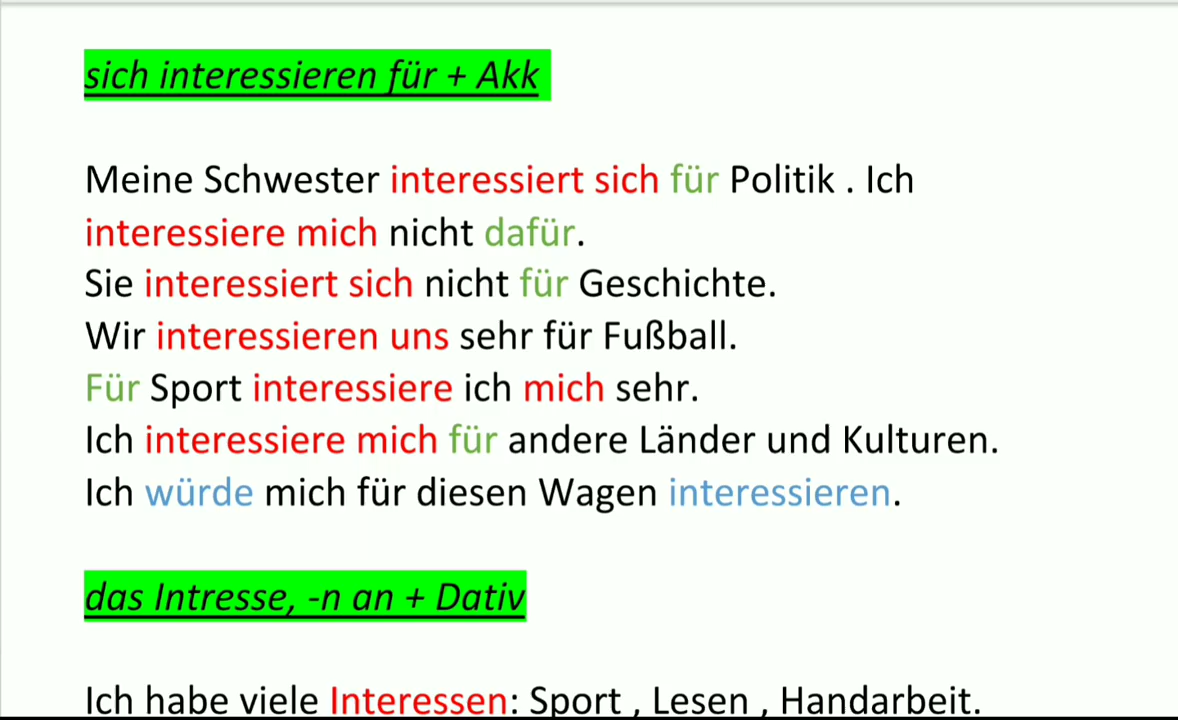 sich interessieren für + Akk
Meine Schwester interessiert sich für Politik . Ich
interessiere mich nicht dafür.
Sie interessiert sich nicht für Geschichte.
Wir interessieren uns sehr für Fußball.
Für Sport interessiere ich mich sehr.
Ich interessiere mich für andere Länder und Kulturen.
Ich würde mich für diesen Wagen interessieren.
das Intresse, -n an + Dativ
Ich habe viele Interessen: Sport , Lesen , Handarbeit.